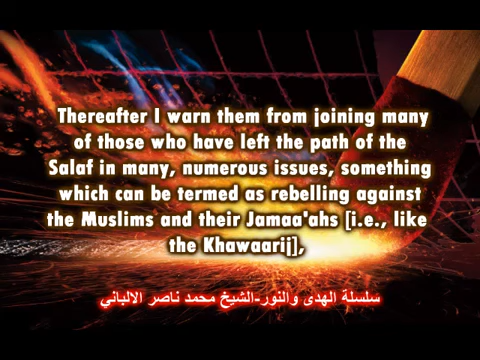 Thereafter I warn them from joining many
of those who have left the path of the
Salaf in many, numerous issues, something
which can be termed as rebelling against
the Muslims and their Jamaa'ahs [i.e., like
the Khawaarij],
سلسلة الهدى والنور-الشيخ محمد ناصر الالباني